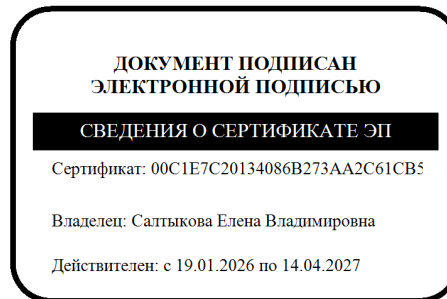 ДОКУМЕНТ ПОДПИСАН
ЭЛЕКТРОННОЙ ПОДПИСЬЮ
СВЕДЕНИЯ О СЕРТИФИКАТЕ ЭП
Сертификат: 00C1E7C20134086B273AA2C61CB5
Владелец: Салтыкова Елена Владимировна
Действителен: с 19.01.2026 по 14.04.2027